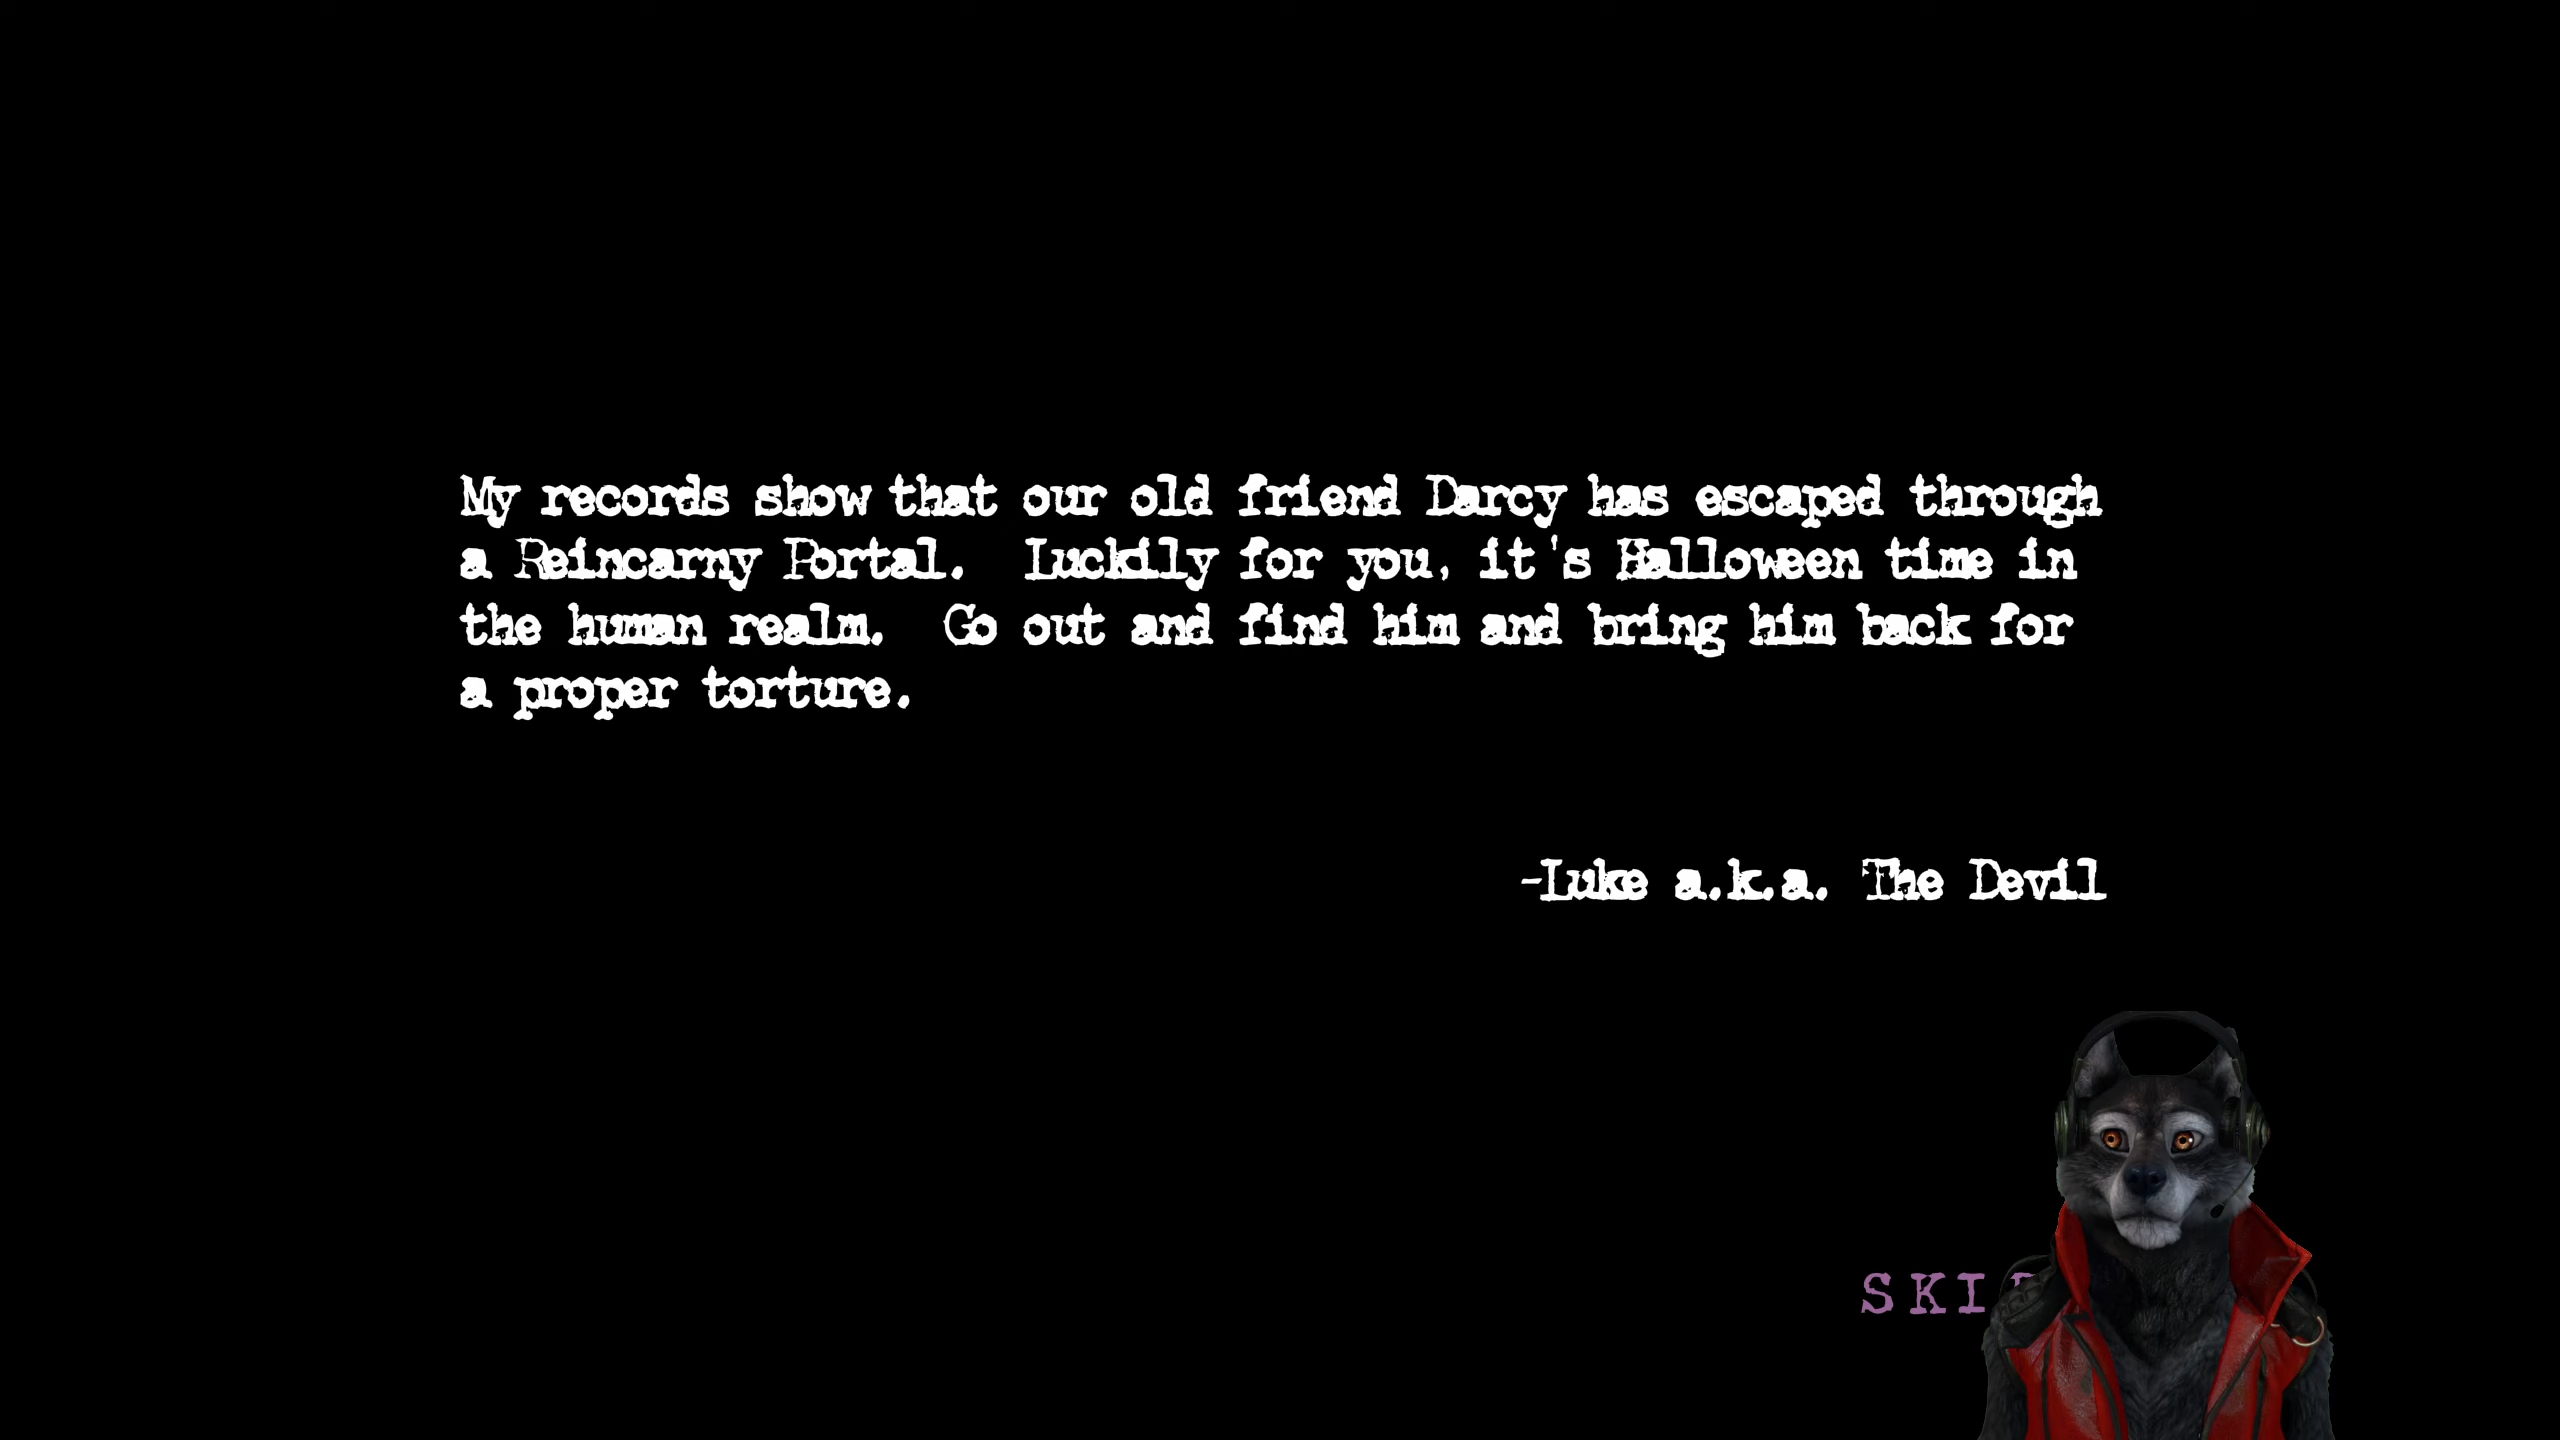 My records show that our old friend Darcy has escaped through
a Reincarny Portal.  Luckily for you, it's Halloween time in
the human realm.  Go out and find him and bring him back for
a proper torture.
-Luke a.k.a. The Devil
SKIP